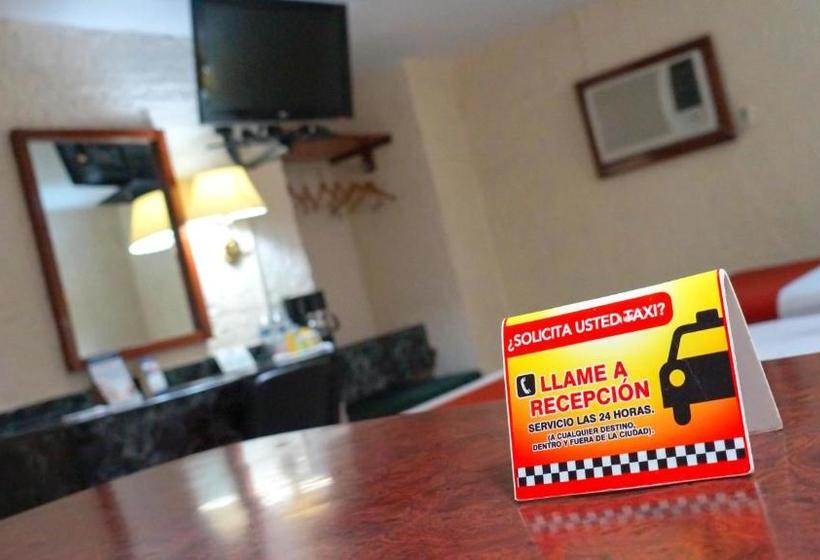 ¿SOLICITA USTED TAXI?
LLAME A
RECEPCIÓN
SERVICIO LAS 24 HORAS.
(A CUALQUIER DESTINO,
DENTRO Y FUERA DE LA CIUDAD).